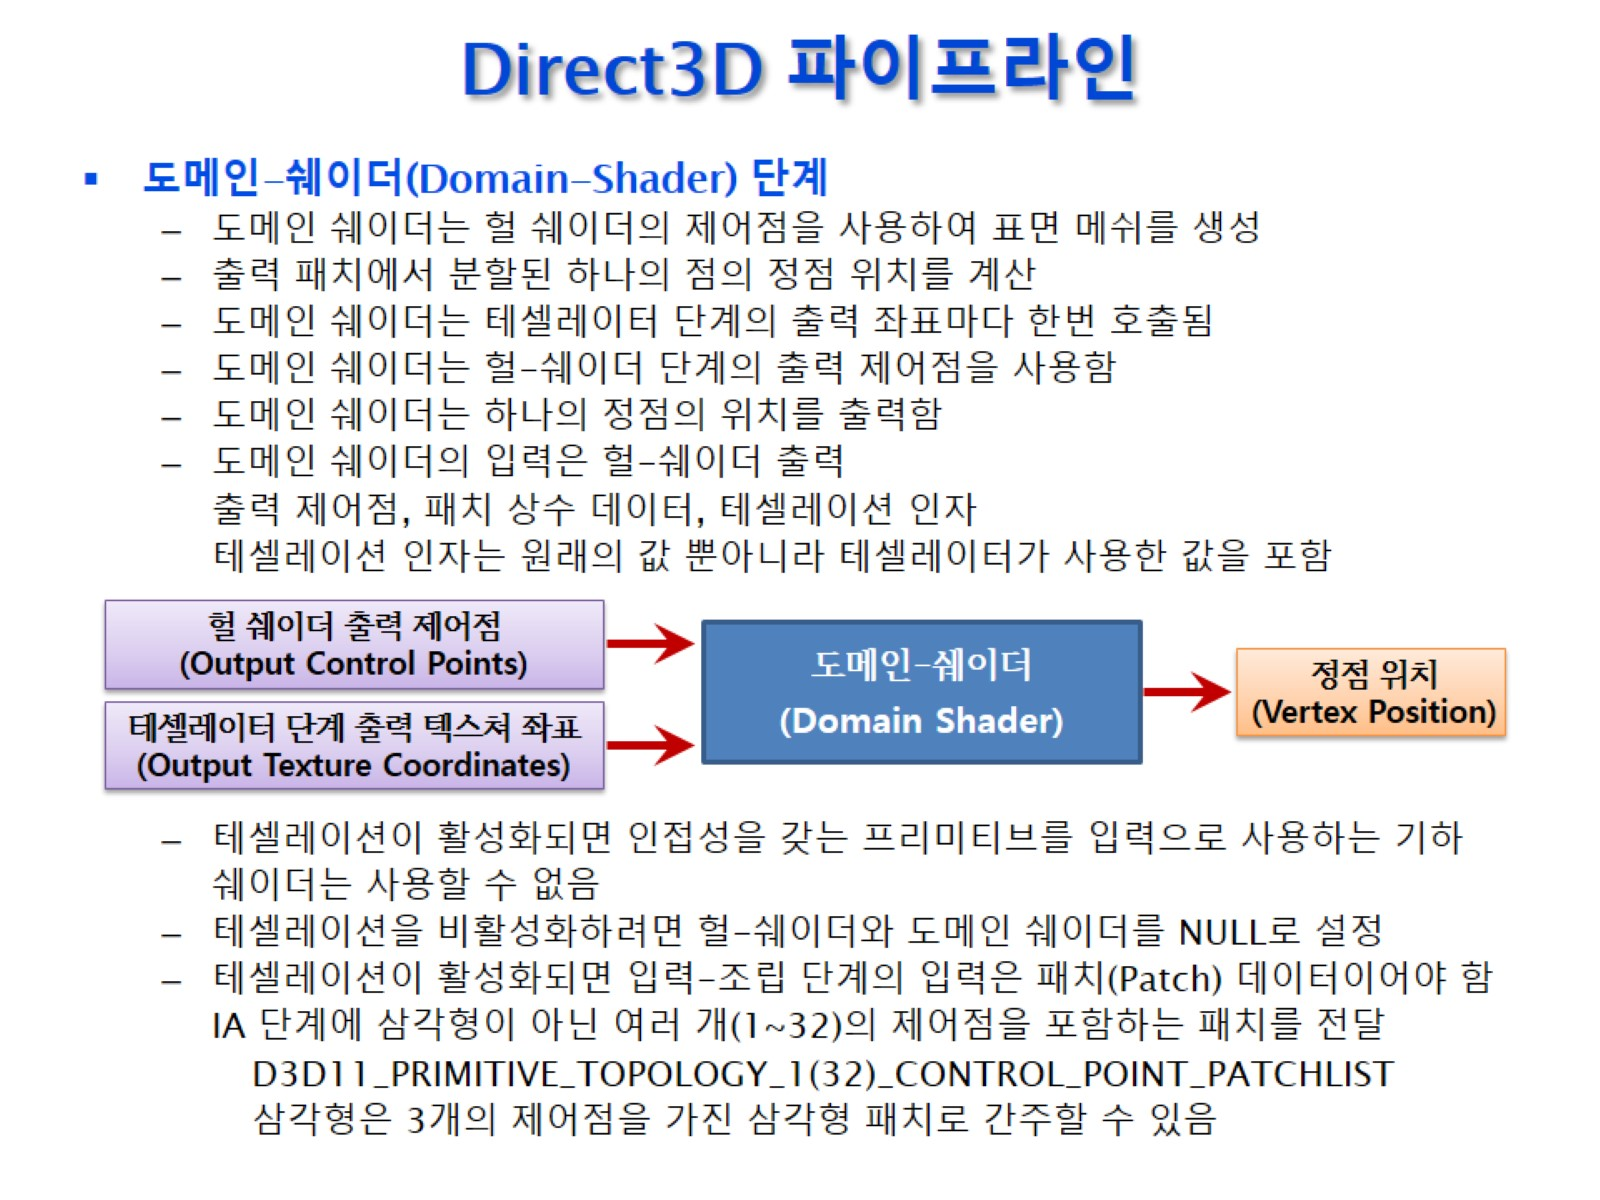 Direct3D 파이프라인
▪ 도메인-쉐이더(Domain-Shader) 단계
– 도메인 쉐이더는 헐 쉐이더의 제어점을 사용하여 표면 메쉬를 생성
– 출력 패치에서 분할된 하나의 점의 정점 위치를 계산
– 도메인 쉐이더는 테셀레이터 단계의 출력 좌표마다 한번 호출됨
– 도메인 쉐이더는 헐-쉐이더 단계의 출력 제어점을 사용함
– 도메인 쉐이더는 하나의 정점의 위치를 출력함
– 도메인 쉐이더의 입력은 헐-쉐이더 출력
출력 제어점, 패치 상수 데이터, 테셀레이션 인자
테셀레이션 인자는 원래의 값 뿐아니라 테셀레이터가 사용한 값을 포함
헐 쉐이더 출력 제어점
(Output Control Points)
테셀레이터 단계 출력 텍스쳐 좌표
(Output Texture Coordinates)
도메인-쉐이더
(Domain Shader)
정점 위치
(Vertex Position)
– 테셀레이션이 활성화되면 인접성을 갖는 프리미티브를 입력으로 사용하는 기하
쉐이더는 사용할 수 없음
– 테셀레이션을 비활성화하려면 헐-쉐이더와 도메인 쉐이더를 NULL로 설정
– 테셀레이션이 활성화되면 입력-조립 단계의 입력은 패치(Patch) 데이터이어야 함
IA 단계에 삼각형이 아닌 여러 개(1~32)의 제어점을 포함하는 패치를 전달
D3D11_PRIMITIVE_TOPOLOGY_1(32)_CONTROL_POINT_PATCHLIST
삼각형은 3개의 제어점을 가진 삼각형 패치로 간주할 수 있음